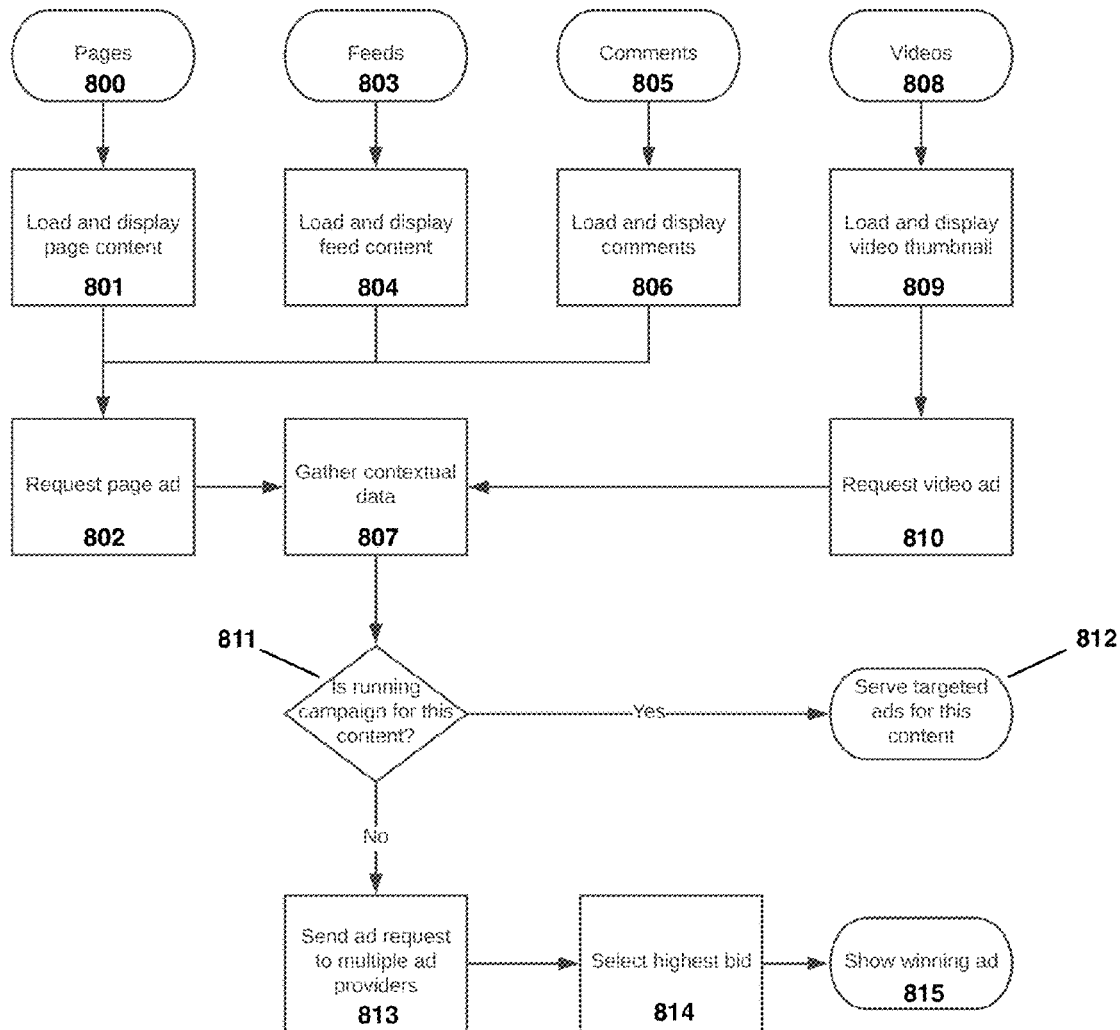 Pages
800
Feeds
803
Comments
805
Videos
808
Load and display
page content
801
Load and display
feed content
804
Load and display
comments
806
Load and display
video thumbnail
809
Request page ad
802
Gather contextual
data
807
Request video ad
810
811
Is running
campaign for this
content?
Yes
812
Serve targeted
ads for this
content
No
Send ad request
to multiple ad
providers
813
Select highest bid
814
Show winning ad
815